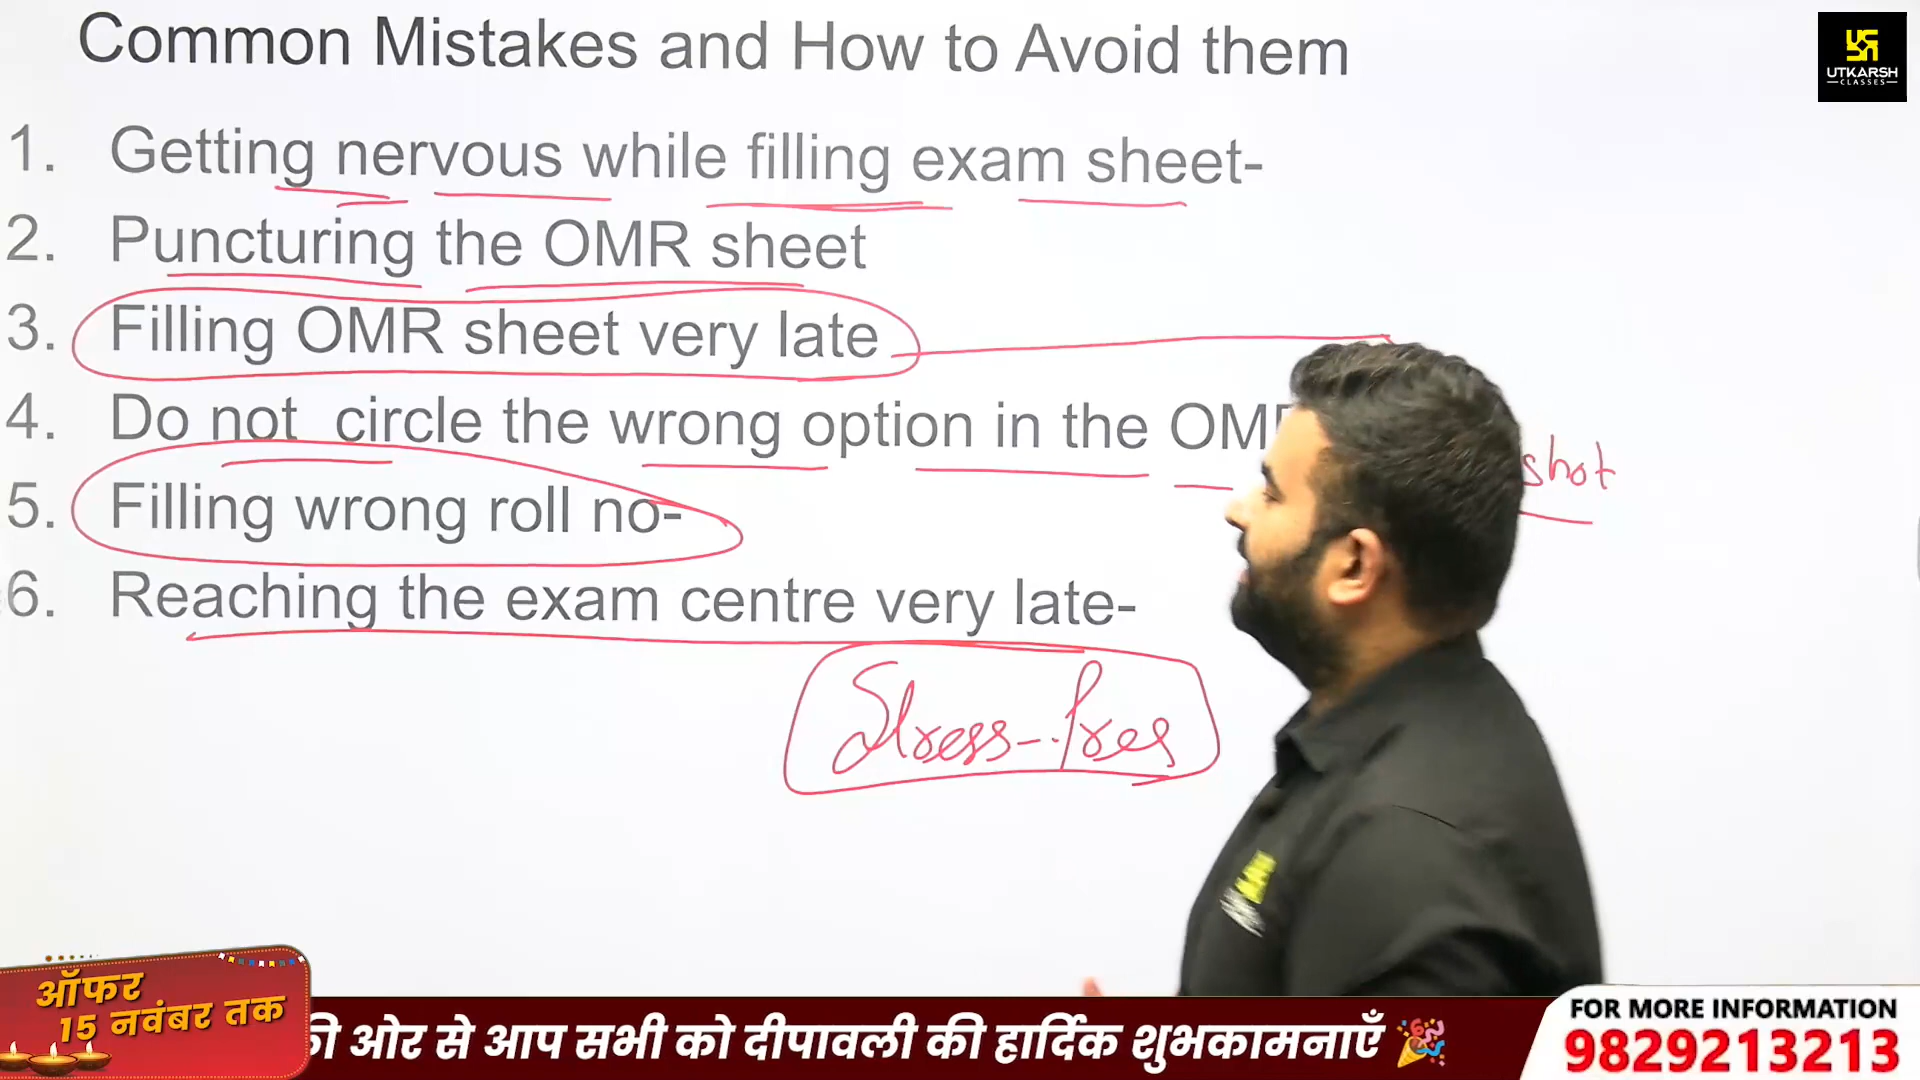 Common Mistakes and How to Avoid them
UTKARSH
CLASSES
1. Getting nervous while filling exam sheet-
2. Puncturing the OMR sheet
3. Filling OMR sheet very late
4. Do not circle the wrong option in the
shot
5. Filling wrong roll no-
6. Reaching the exam centre very late-
Stress-free
ऑफर
15 नवंबर तक
की ओर से आप सभी को दीपावली की हार्दिक शुभकामनाएँ
FOR MORE INFORMATION
9829213213